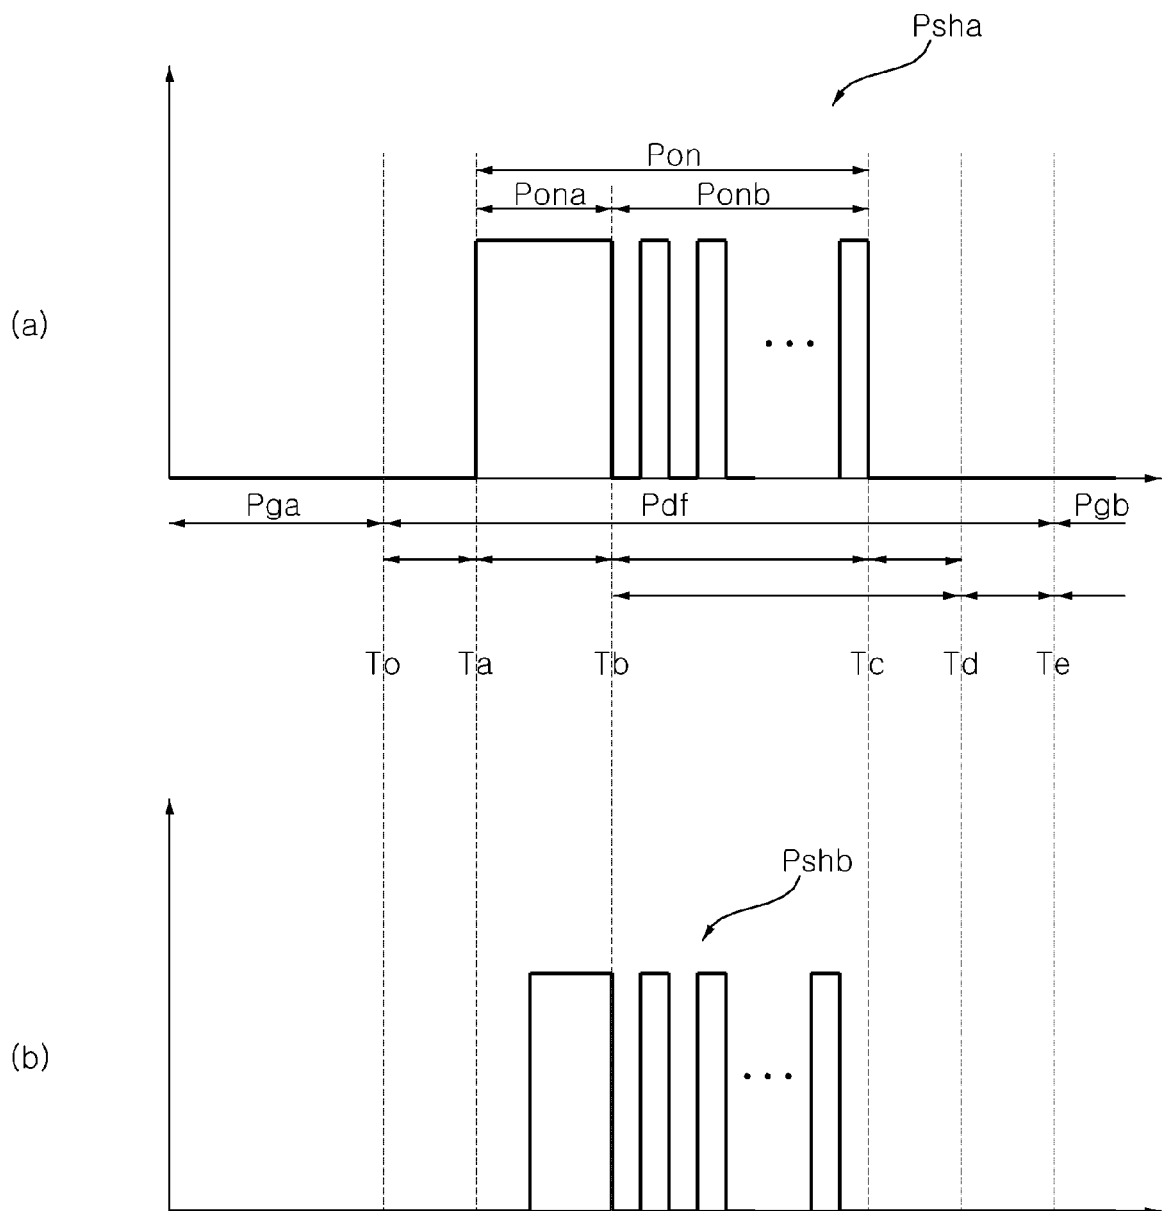 Psha
Pon
Pona Ponb
(a)
...
Pga Pdf Pgb
To Ta Tb Tc Td Te
Pshb
(b)
...